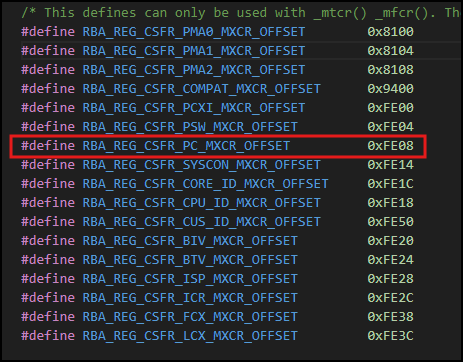 /* This defines can only be used with _mtcr() _mfcr(). The
#define RBA_REG_CSFR_PMA0_MXCR_OFFSET 0x8100
#define RBA_REG_CSFR_PMA1_MXCR_OFFSET 0x8104
#define RBA_REG_CSFR_PMA2_MXCR_OFFSET 0x8108
#define RBA_REG_CSFR_COMPAT_MXCR_OFFSET 0x9400
#define RBA_REG_CSFR_PCXI_MXCR_OFFSET 0xFE00
#define RBA_REG_CSFR_PSW_MXCR_OFFSET 0xFE04
#define RBA_REG_CSFR_PC_MXCR_OFFSET 0xFE08
#define RBA_REG_CSFR_SYSCON_MXCR_OFFSET 0xFE14
#define RBA_REG_CSFR_CORE_ID_MXCR_OFFSET 0xFE1C
#define RBA_REG_CSFR_CPU_ID_MXCR_OFFSET 0xFE18
#define RBA_REG_CSFR_CUS_ID_MXCR_OFFSET 0xFE50
#define RBA_REG_CSFR_BIV_MXCR_OFFSET 0xFE20
#define RBA_REG_CSFR_BTV_MXCR_OFFSET 0xFE24
#define RBA_REG_CSFR_ISP_MXCR_OFFSET 0xFE28
#define RBA_REG_CSFR_ICR_MXCR_OFFSET 0xFE2C
#define RBA_REG_CSFR_FCX_MXCR_OFFSET 0xFE38
#define RBA_REG_CSFR_LCX_MXCR_OFFSET 0xFE3C